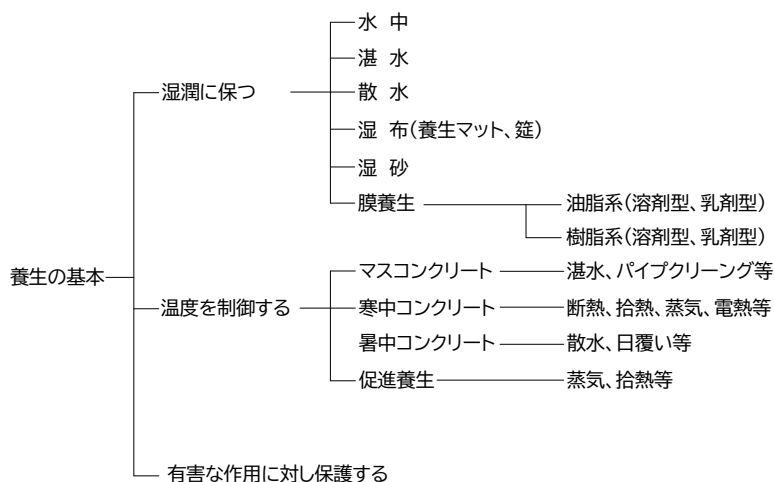 水 中
湛 水
湿潤に保つ
散 水
湿 布(養生マット、筵)
湿 砂
膜養生
油脂系(溶剤型、乳剤型)
樹脂系(溶剤型、乳剤型)
養生の基本
マスコンクリート
湛水、パイプクリーング等
温度を制御する
寒中コンクリート
断熱、拾熱、蒸気、電熱等
暑中コンクリート
散水、日覆い等
促進養生
蒸気、拾熱等
有害な作用に対し保護する